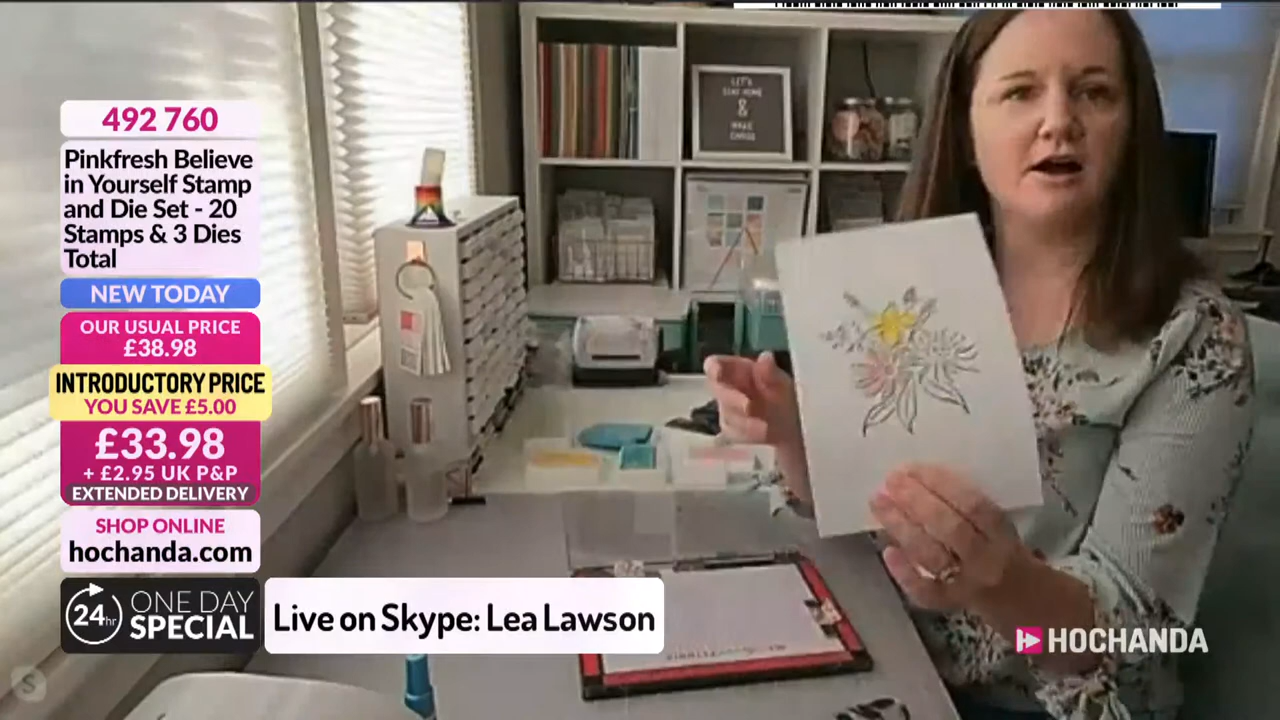 492 760
Pinkfresh Believe
in Yourself Stamp
and Die Set - 20
Stamps & 3 Dies
Total
NEW TODAY
OUR USUAL PRICE
£38.98
INTRODUCTORY PRICE
YOU SAVE £5.00
£33.98
+ £2.95 UK P&P
EXTENDED DELIVERY
SHOP ONLINE
hochanda.com
24hr
ONE DAY
SPECIAL
Live on Skype: Lea Lawson
HOCHANDA
LET'S
STAY HOME
&
MAKE
CARDS
S